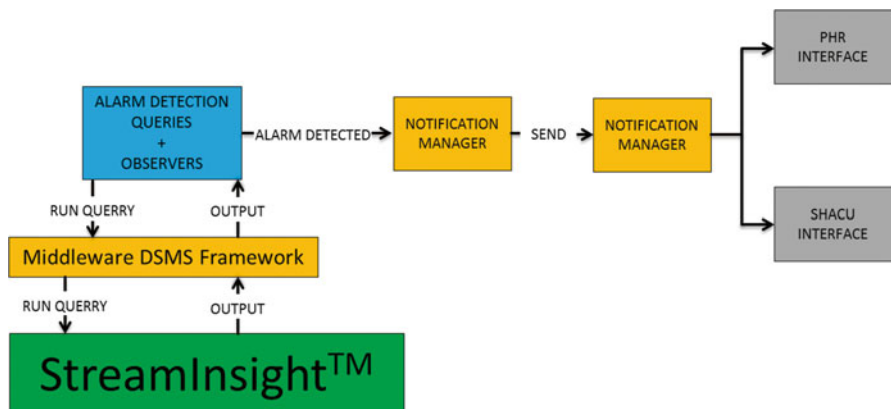 PHR
INTERFACE
ALARM DETECTION
QUERIES
+
OBSERVERS
ALARM DETECTED
NOTIFICATION
MANAGER
SEND
NOTIFICATION
MANAGER
RUN QUERRY
OUTPUT
SHACU
INTERFACE
Middleware DSMS Framework
RUN QUERRY
OUTPUT
StreamInsight™